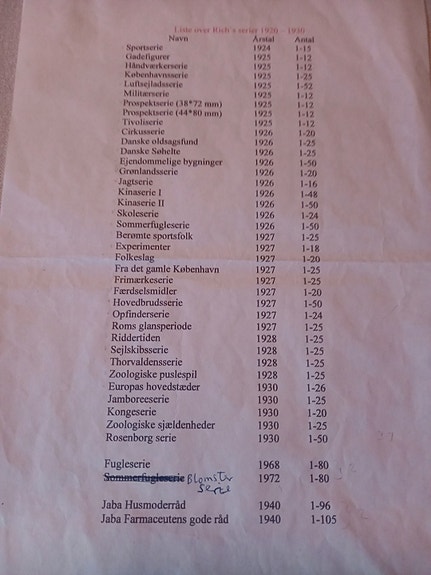 Liste over Rich's serier 1920 - 1930
Navn Årstal Antal
Sportserie 1924 1-15
Gadefigurer 1925 1-12
Håndværkerserie 1925 1-12
Københavnsserie 1925 1-25
Luftsejladsserie 1925 1-52
Militærserie 1925 1-12
Prospektserie (38*72 mm) 1925 1-12
Prospektserie (44*80 mm) 1925 1-12
Tivoliserie 1925 1-12
Cirkusserie 1926 1-20
Danske oldsagsfund 1926 1-25
Danske Søhelte 1926 1-25
Ejendommelige bygninger 1926 1-50
Grønlandsserie 1926 1-20
Jagtserie 1926 1-16
Kinaserie I 1926 1-48
Kinaserie II 1926 1-50
Skoleserie 1926 1-24
Sommerfugleserie 1926 1-50
Berømte sportsfolk 1927 1-25
Experimenter 1927 1-18
Folkeslag 1927 1-20
Fra det gamle København 1927 1-25
Frimærkeserie 1927 1-25
Færdselsmidler 1927 1-20
Hovedbrudsserie 1927 1-50
Opfinderserie 1927 1-24
Roms glansperiode 1927 1-25
Riddertiden 1928 1-25
Sejlskibsserie 1928 1-25
Thorvaldensserie 1928 1-25
Zoologiske puslespil 1928 1-25
Europas hovedstæder 1930 1-26
Jamboreeserie 1930 1-25
Kongeserie 1930 1-20
Zoologiske sjældenheder 1930 1-25
Rosenborg serie 1930 1-50
Fugleserie 1968 1-80
Sommerfugleserie Blomster 1972 1-80
serie
Jaba Husmoderråd 1940 1-96
Jaba Farmaceutens gode råd 1940 1-105